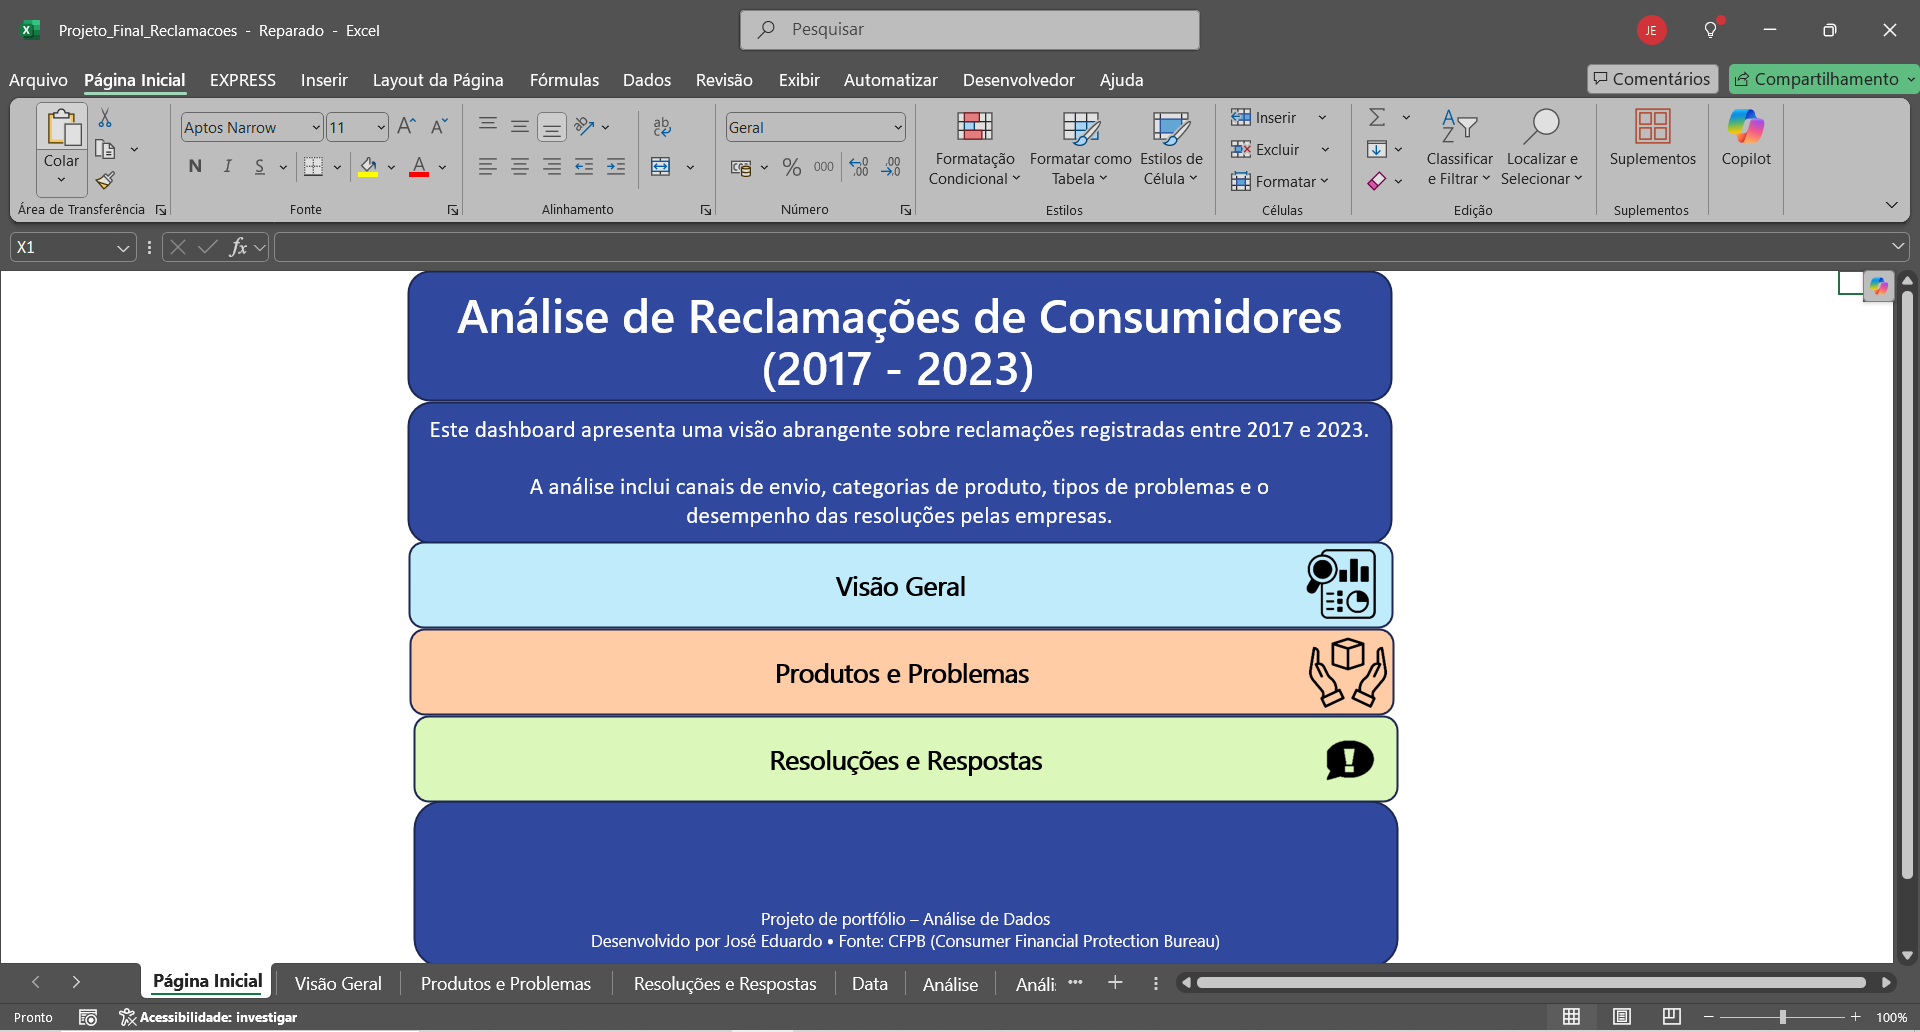 Projeto_Final_Reclamacoes - Reparado - Excel
Pesquisar
JE
Arquivo Página Inicial EXPRESS Inserir Layout da Página Fórmulas Dados Revisão Exibir Automatizar Desenvolvedor Ajuda
Comentários Compartilhamento
Colar
Área de Transferência
Aptos Narrow 11
N I S
Fonte
ab
Alinhamento
Geral
% 000
Número
Formatação
Condicional
Formatar como
Tabela
Estilos de
Célula
Estilos
Inserir
Excluir
Formatar
Células
Classificar
e Filtrar
Localizar e
Selecionar
Edição
Suplementos
Suplementos
Copilot
X1
fx
Análise de Reclamações de Consumidores
(2017 - 2023)
Este dashboard apresenta uma visão abrangente sobre reclamações registradas entre 2017 e 2023.
A análise inclui canais de envio, categorias de produto, tipos de problemas e o
desempenho das resoluções pelas empresas.
Visão Geral
Produtos e Problemas
Resoluções e Respostas
Projeto de portfólio – Análise de Dados
Desenvolvido por José Eduardo • Fonte: CFPB (Consumer Financial Protection Bureau)
Página Inicial Visão Geral Produtos e Problemas Resoluções e Respostas Data Análise Análi
Pronto
Acessibilidade: investigar
100%